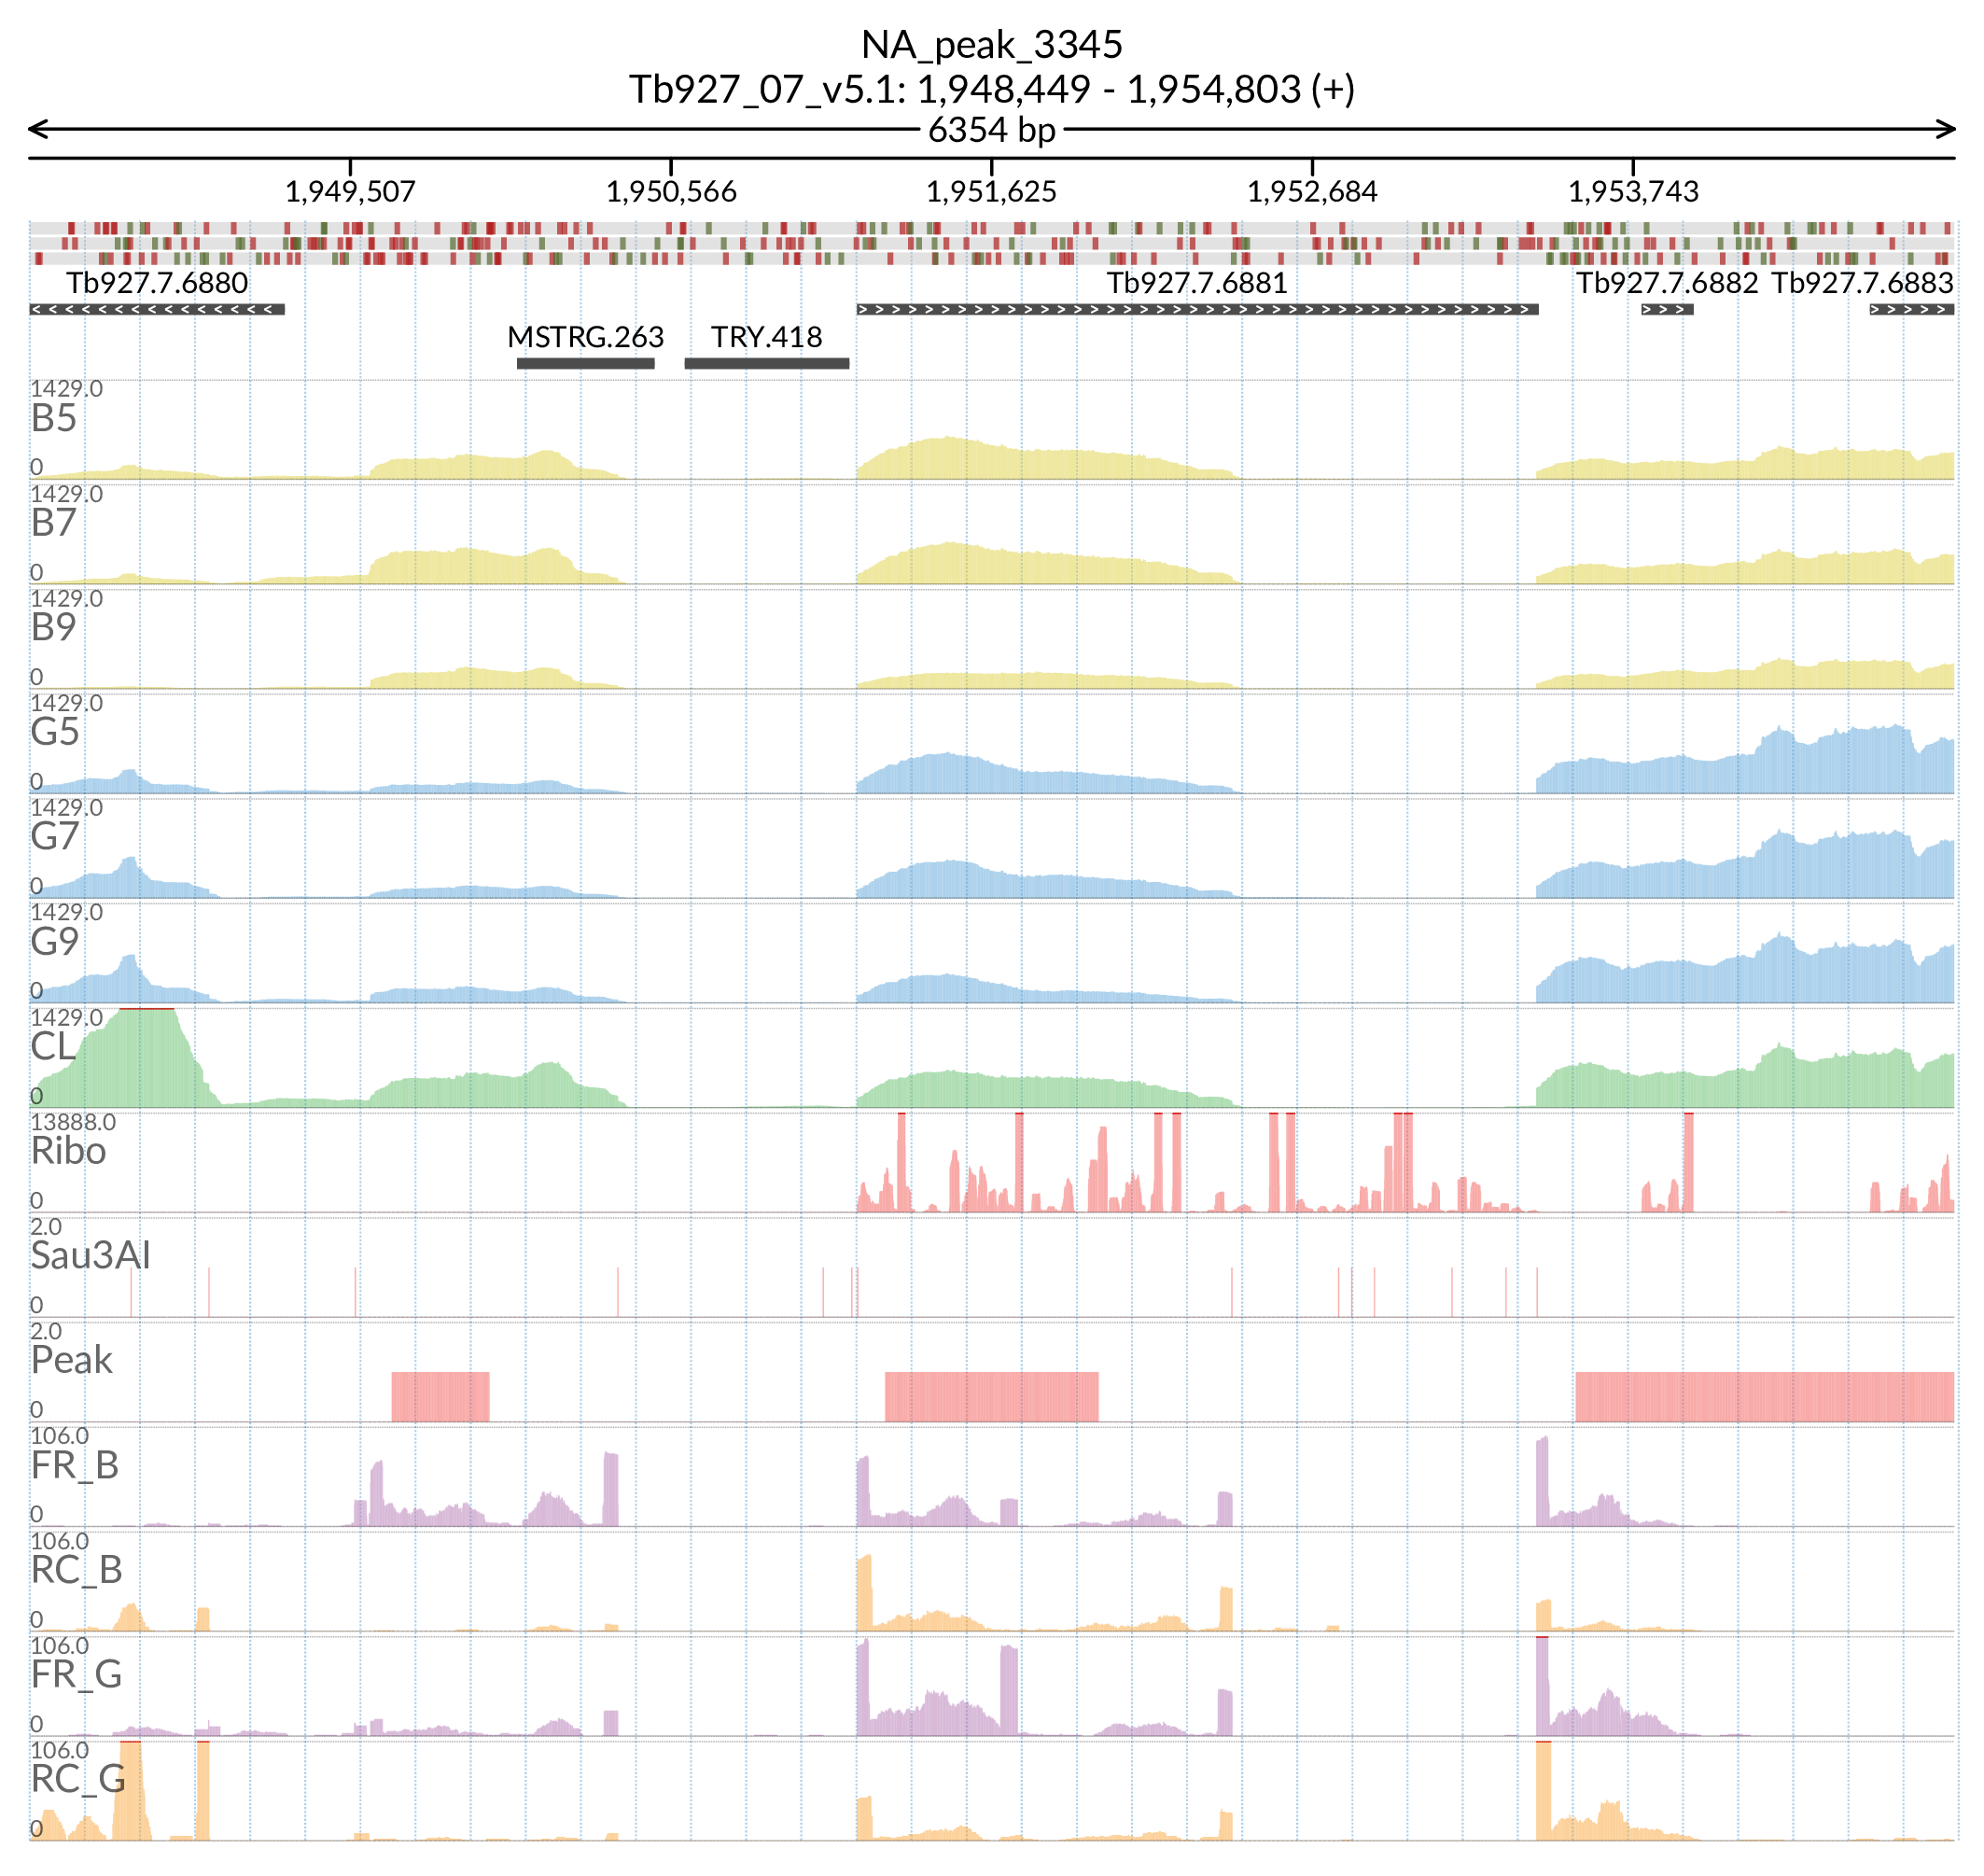 NA_peak_3345
Tb927_07_v5.1: 1,948,449 - 1,954,803 (+)
6354 bp
1,949,507 1,950,566 1,951,625 1,952,684 1,953,743
Tb927.7.6880 Tb927.7.6881 Tb927.7.6882 Tb927.7.6883
MSTRG.263 TRY.418
1429.0
B5
0
1429.0
B7
0
1429.0
B9
0
1429.0
G5
0
1429.0
G7
0
1429.0
G9
0
1429.0
CL
0
13888.0
Ribo
0
2.0
Sau3AI
0
2.0
Peak
0
106.0
FR_B
0
106.0
RC_B
0
106.0
FR_G
0
106.0
RC_G
0